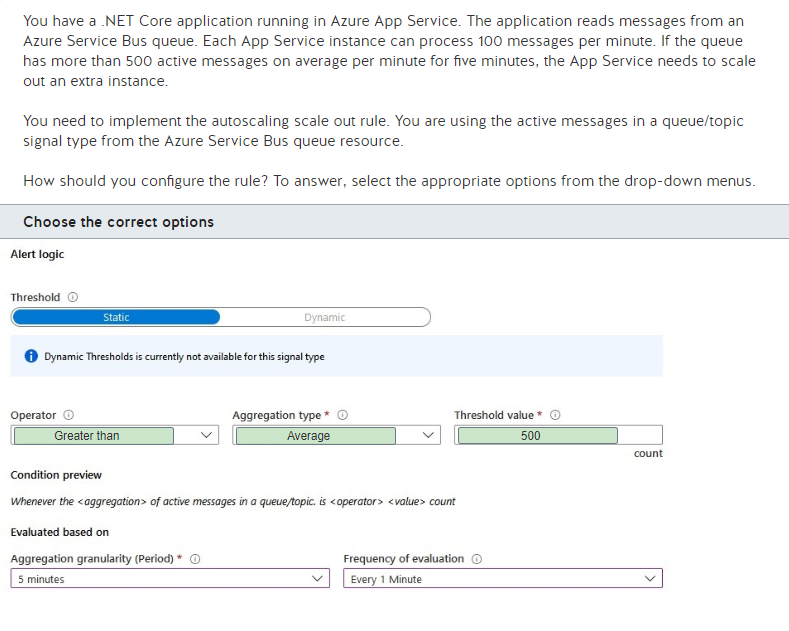 You have a .NET Core application running in Azure App Service. The application reads messages from an
Azure Service Bus queue. Each App Service instance can process 100 messages per minute. If the queue
has more than 500 active messages on average per minute for five minutes, the App Service needs to scale
out an extra instance.
You need to implement the autoscaling scale out rule. You are using the active messages in a queue/topic
signal type from the Azure Service Bus queue resource.
How should you configure the rule? To answer, select the appropriate options from the drop-down menus.
Choose the correct options
Alert logic
Threshold
Static Dynamic
Dynamic Thresholds is currently not available for this signal type
Operator Aggregation type * Threshold value *
Greater than Average 500
count
Condition preview
Whenever the <aggregation> of active messages in a queue/topic. is <operator> <value> count
Evaluated based on
Aggregation granularity (Period) * Frequency of evaluation
5 minutes Every 1 Minute